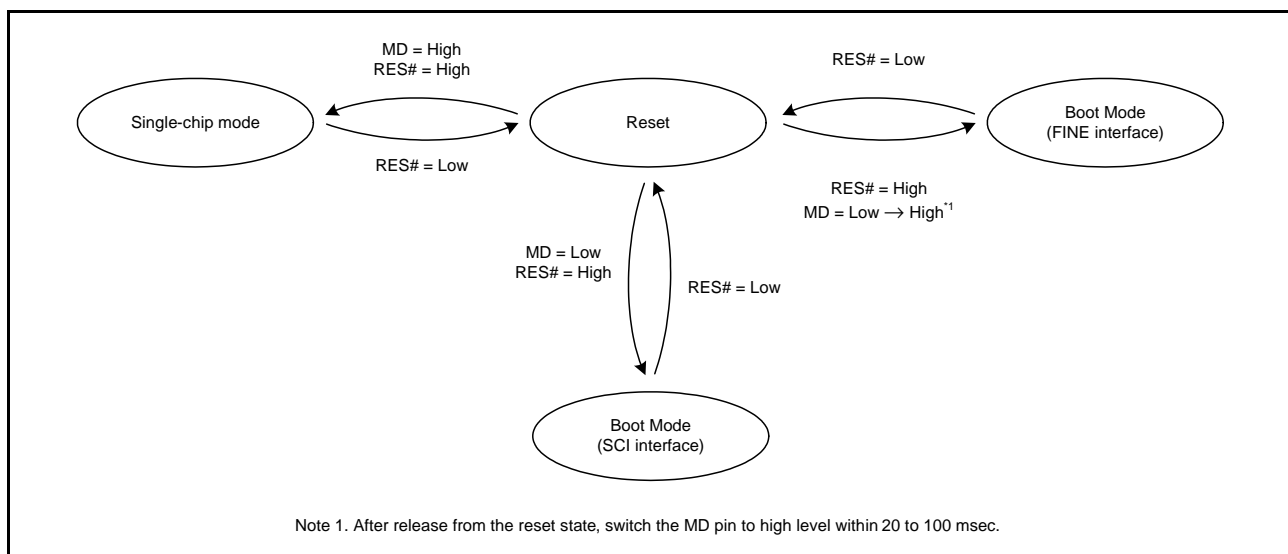 MD = High
RES# = High
RES# = Low
Single-chip mode
Reset
Boot Mode
(FINE interface)
RES# = Low
RES# = High
MD = Low → High*1
MD = Low
RES# = High
RES# = Low
Boot Mode
(SCI interface)
Note 1. After release from the reset state, switch the MD pin to high level within 20 to 100 msec.